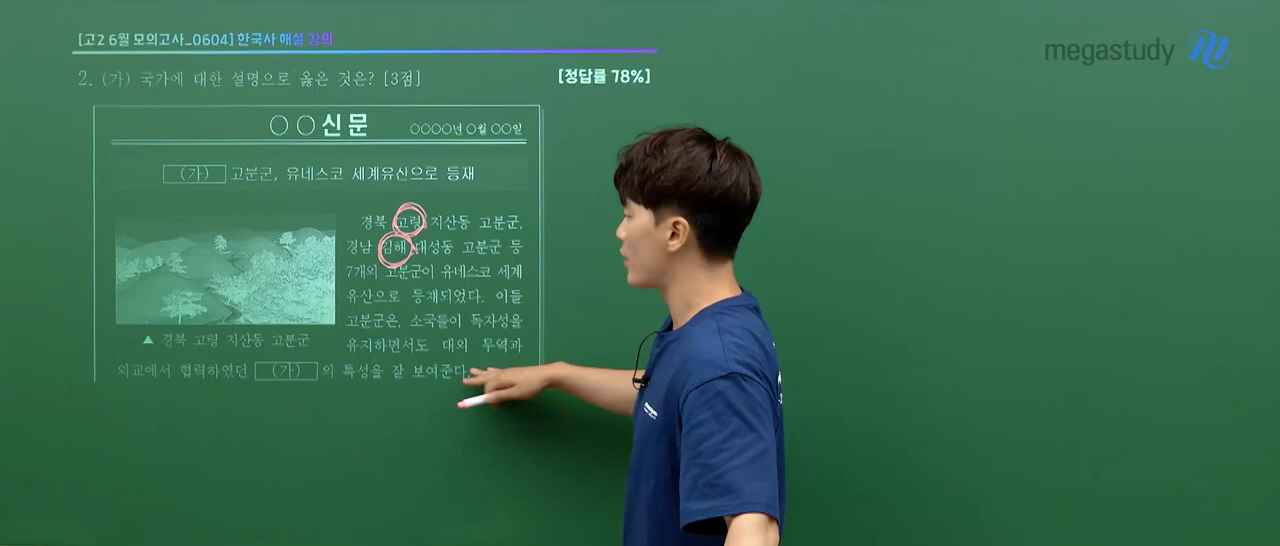 [고2 6월 모의고사_0604] 한국사 해설 강의
megastudy
2. (가) 국가에 대한 설명으로 옳은 것은? [3점]
[정답률 78%]
○○신문
○○○○년 ○월 ○○일
(가) 고분군, 유네스코 세계유산으로 등재
경북 고령 지산동 고분군,
경남 김해 대성동 고분군 등
7개의 고분군이 유네스코 세계
유산으로 등재되었다. 이들
고분군은, 소국들이 독자성을
유지하면서도 대외 무역과
▲ 경북 고령 지산동 고분군
외교에서 협력하였던 (가) 의 특성을 잘 보여준다.